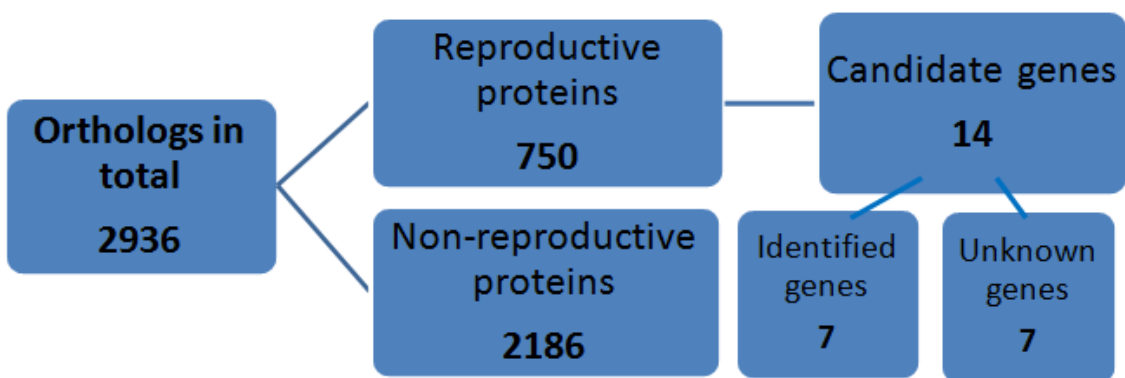 Orthologs in
total
2936
Reproductive
proteins
750
Non-reproductive
proteins
2186
Candidate genes
14
Identified
genes
7
Unknown
genes
7